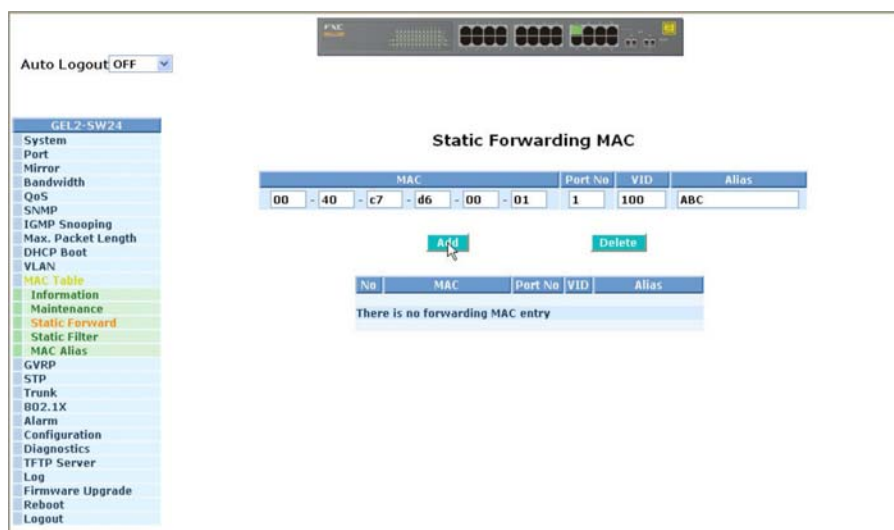 FXC
Auto Logout OFF
GEL2-SW24
System
Port
Mirror
Bandwidth
QoS
SNMP
IGMP Snooping
Max. Packet Length
DHCP Boot
VLAN
MAC Table
Information
Maintenance
Static Forward
Static Filter
MAC Alias
GVRP
STP
Trunk
802.1X
Alarm
Configuration
Diagnostics
TFTP Server
Log
Firmware Upgrade
Reboot
Logout
Static Forwarding MAC
MAC Port No VID Alias
00 - 40 - c7 - d6 - 00 - 01 1 100 ABC
Add Delete
No MAC Port No VID Alias
There is no forwarding MAC entry